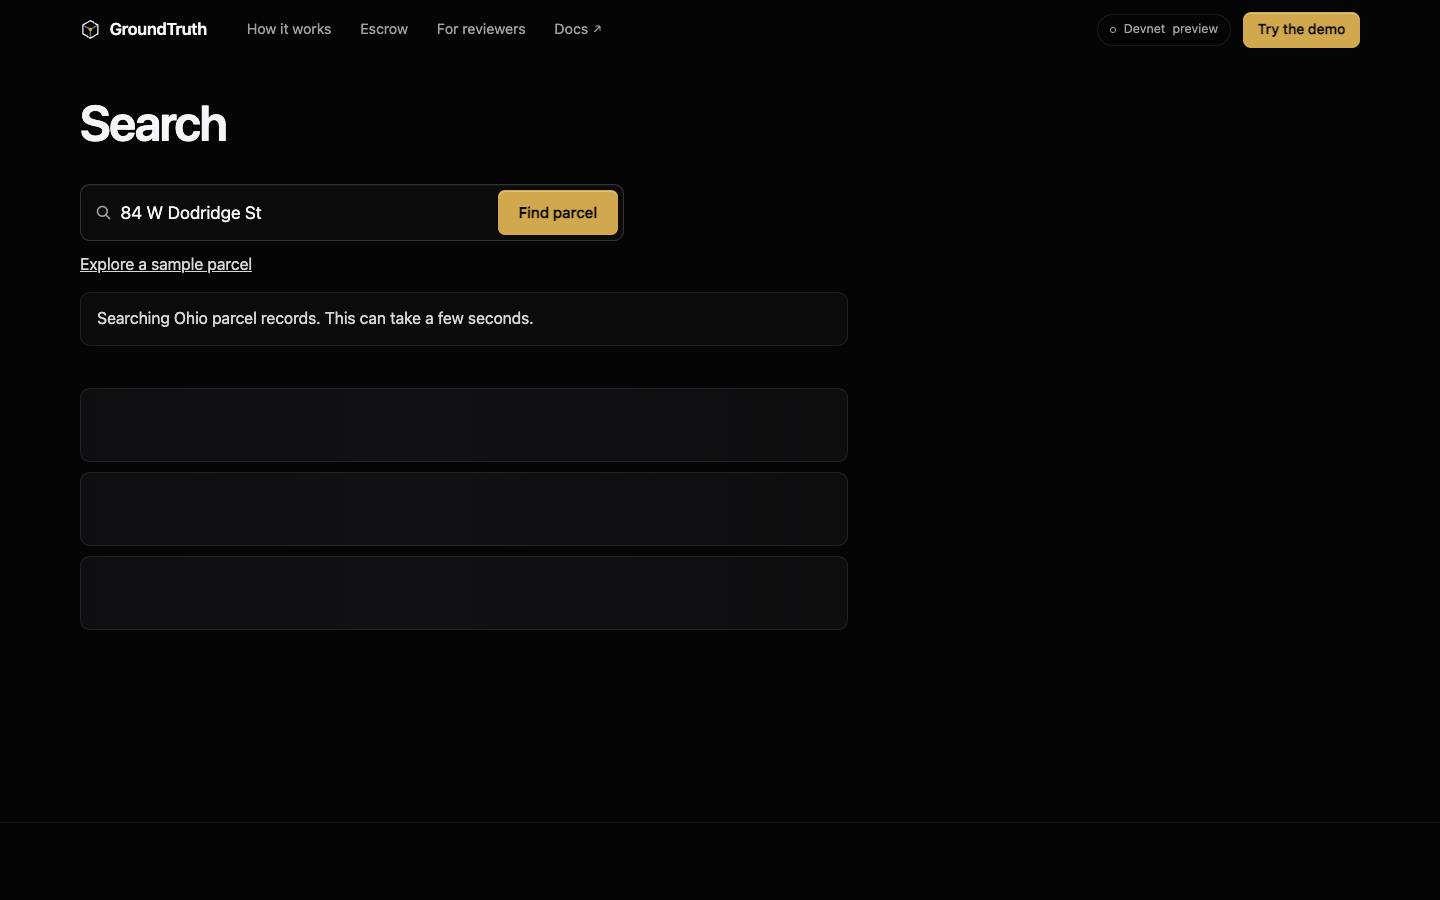 GroundTruth How it works Escrow For reviewers Docs ↗ Devnet preview Try the demo
Search
84 W Dodridge St Find parcel
Explore a sample parcel
Searching Ohio parcel records. This can take a few seconds.